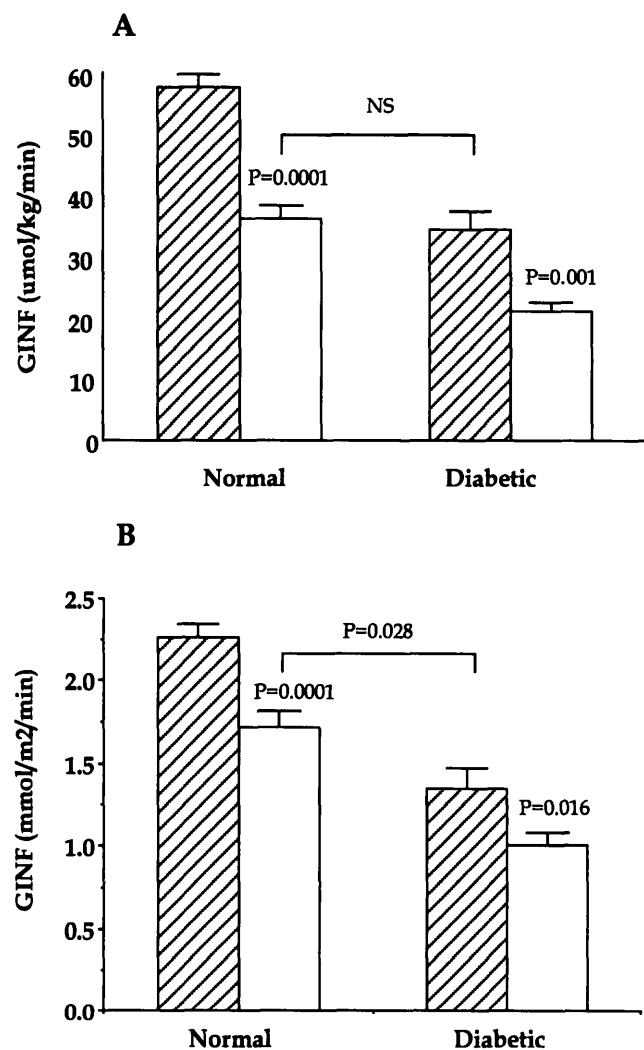 A
GINF (umol/kg/min)
60
50
40
30
20
10
0
NS
P=0.0001
P=0.001
Normal Diabetic
B
GINF (mmol/m2/min)
2.5
2.0
1.5
1.0
0.5
0.0
P=0.028
P=0.0001
P=0.016
Normal Diabetic